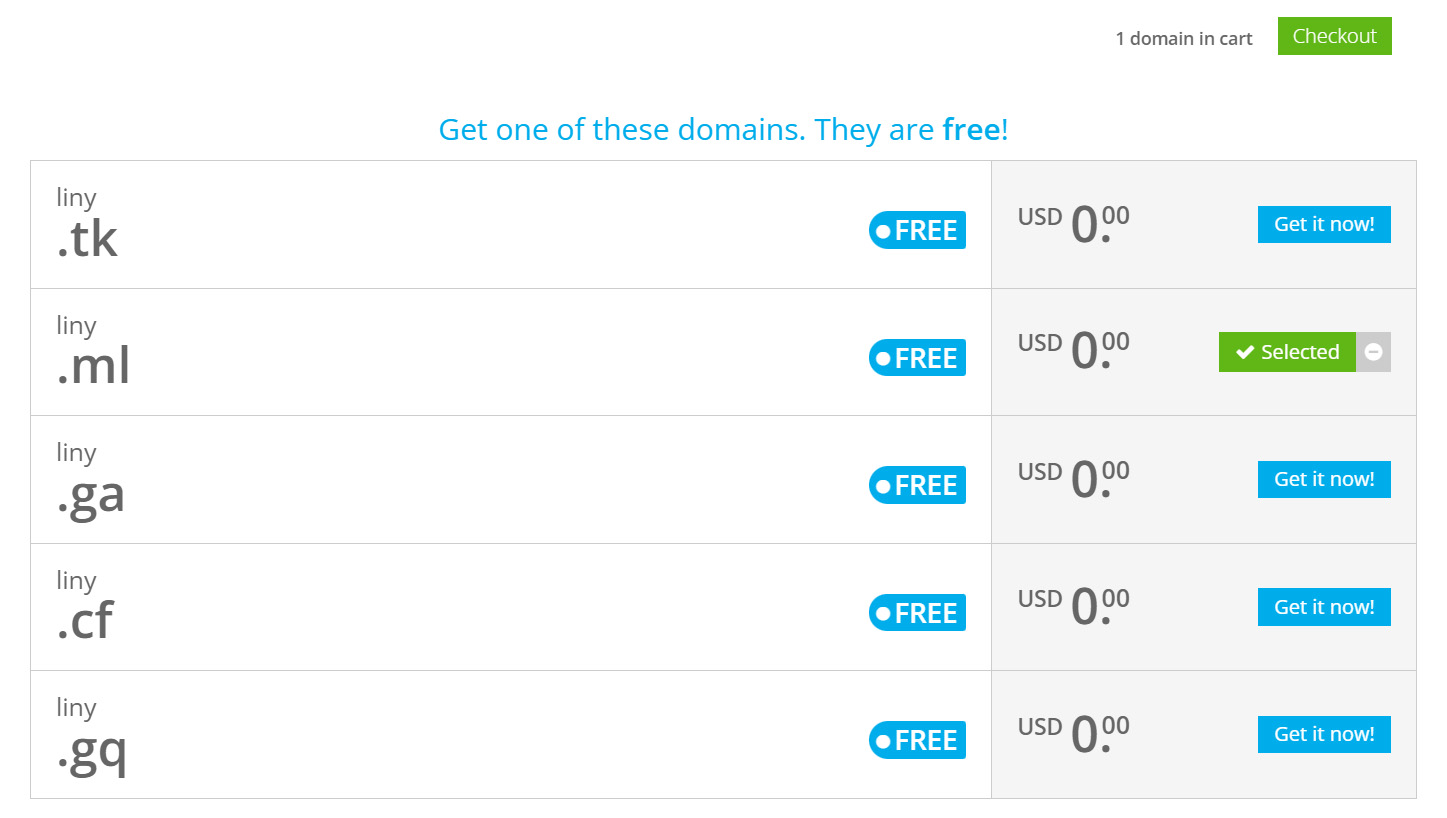 1 domain in cart Checkout
Get one of these domains. They are free!
liny
.tk
FREE
USD 0.00
Get it now!
liny
.ml
FREE
USD 0.00
Selected
liny
.ga
FREE
USD 0.00
Get it now!
liny
.cf
FREE
USD 0.00
Get it now!
liny
.gq
FREE
USD 0.00
Get it now!